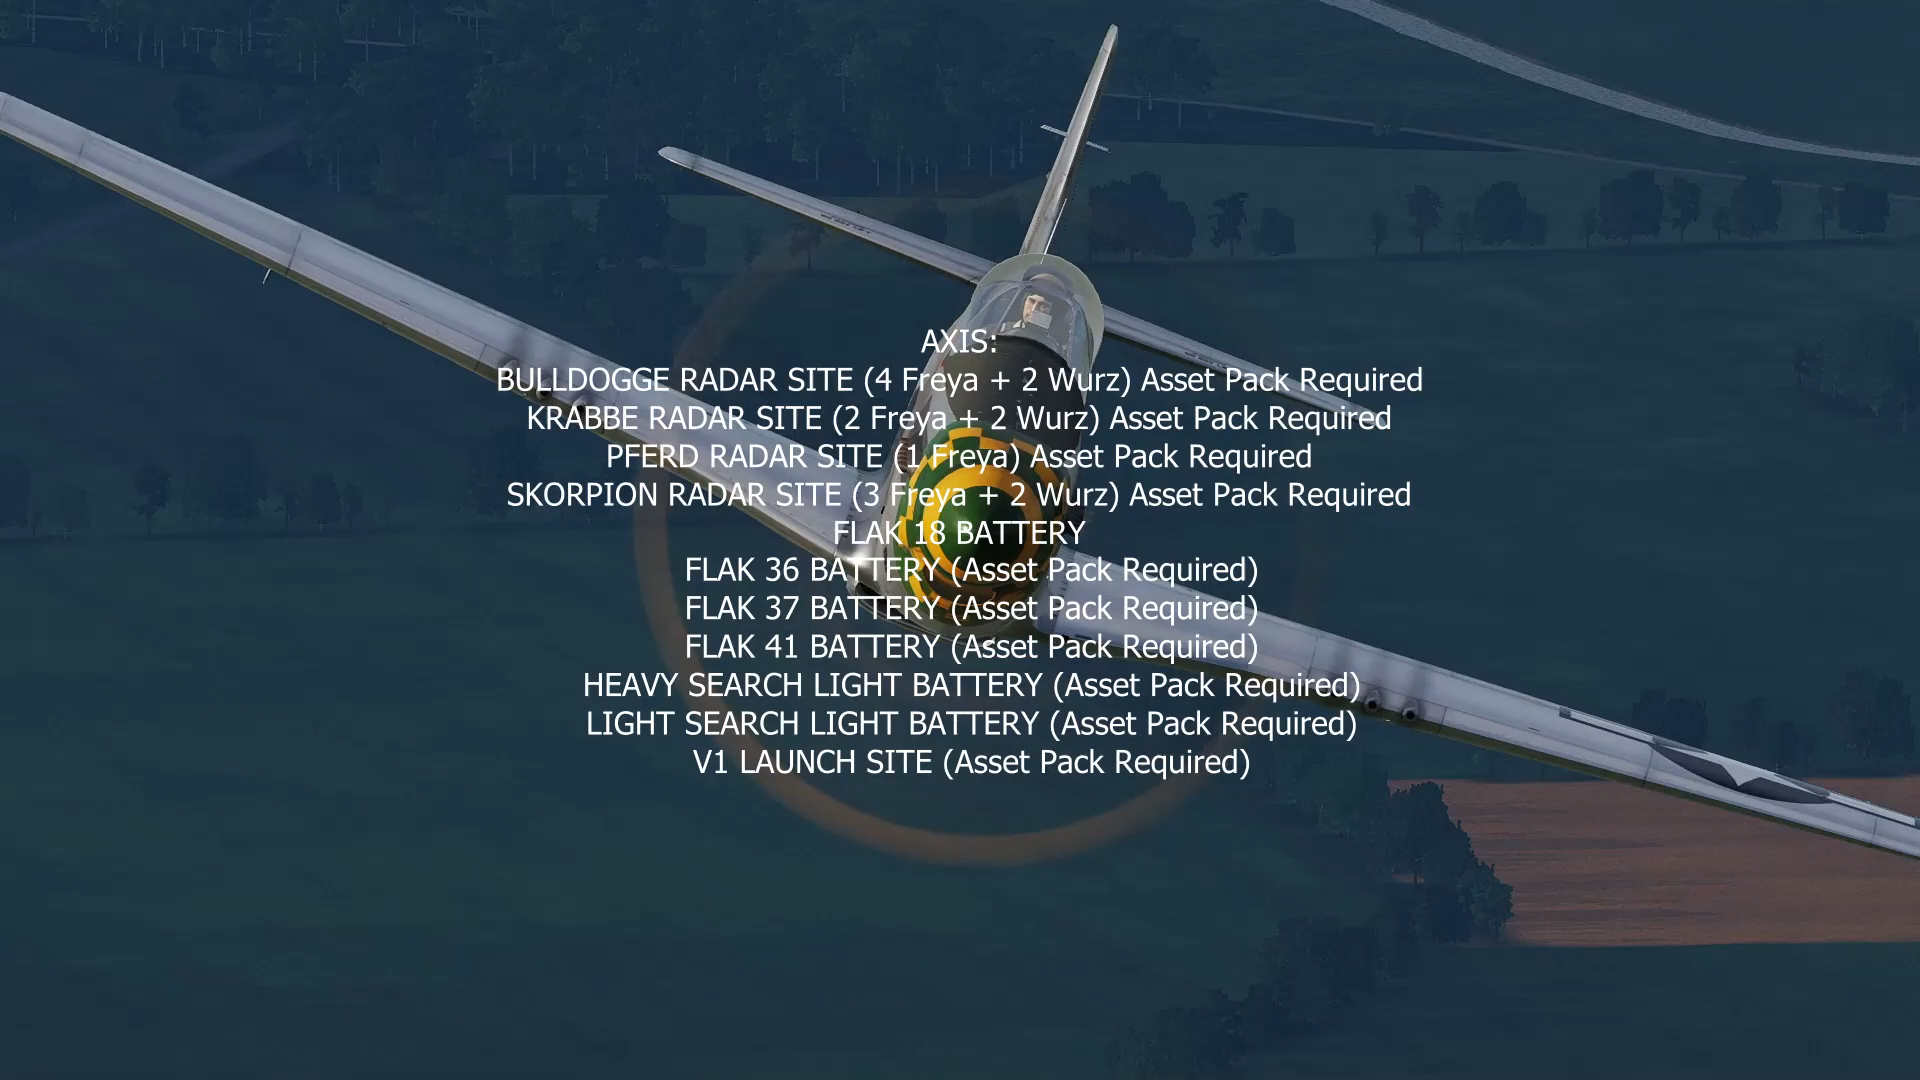 AXIS:
BULLDOGGE RADAR SITE (4 Freya + 2 Wurz) Asset Pack Required
KRABBE RADAR SITE (2 Freya + 2 Wurz) Asset Pack Required
PFERD RADAR SITE (1 Freya) Asset Pack Required
SKORPION RADAR SITE (3 Freya + 2 Wurz) Asset Pack Required
FLAK 18 BATTERY
FLAK 36 BATTERY (Asset Pack Required)
FLAK 37 BATTERY (Asset Pack Required)
FLAK 41 BATTERY (Asset Pack Required)
HEAVY SEARCH LIGHT BATTERY (Asset Pack Required)
LIGHT SEARCH LIGHT BATTERY (Asset Pack Required)
V1 LAUNCH SITE (Asset Pack Required)